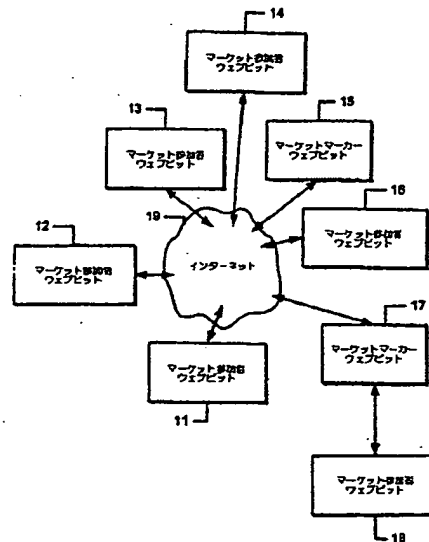 14
マーケット参加者
ウェブピット
13
マーケット参加者
ウェブピット
15
マーケットマーカー
ウェブピット
12
マーケット参加者
ウェブピット
19
インターネット
16
マーケット参加者
ウェブピット
17
マーケットマーカー
ウェブピット
マーケット参加者
ウェブピット
11
マーケット参加者
ウェブピット
18